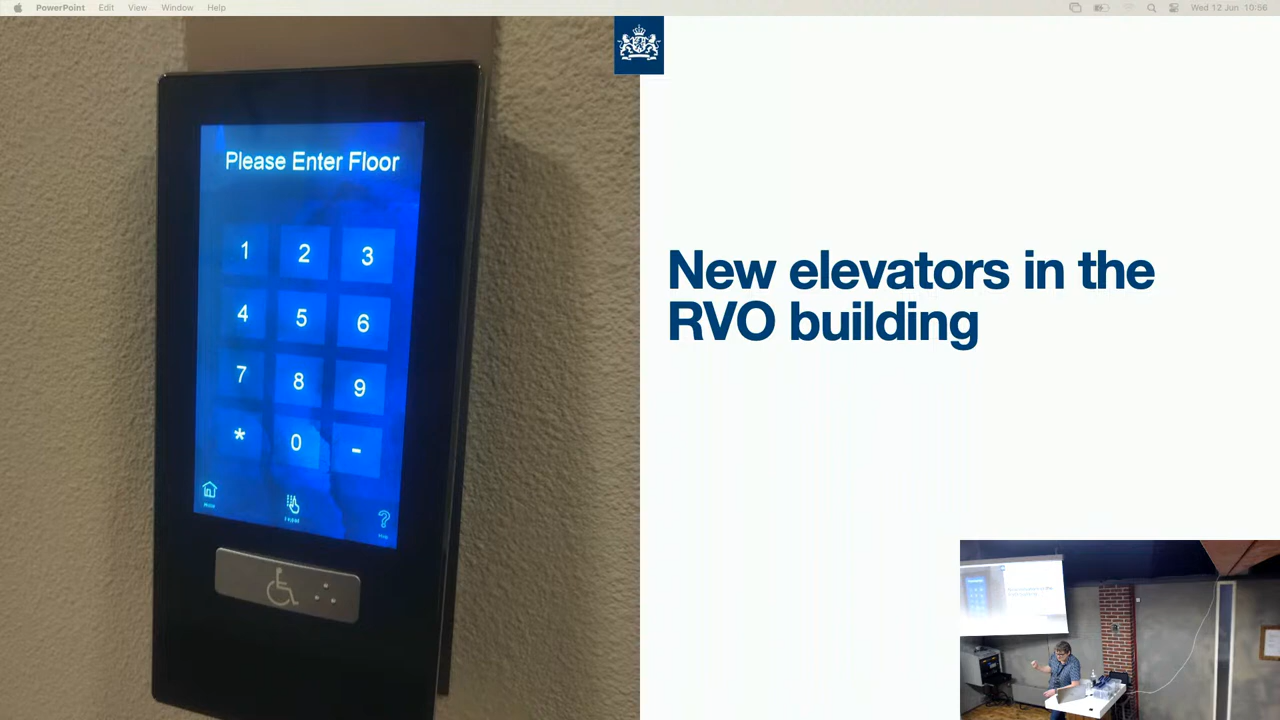 PowerPoint Edit View Window Help
Wed 12 Jun 10:56
Please Enter Floor
1 2 3
4 5 6
7 8 9
* 0 -
New elevators in the
RVO building